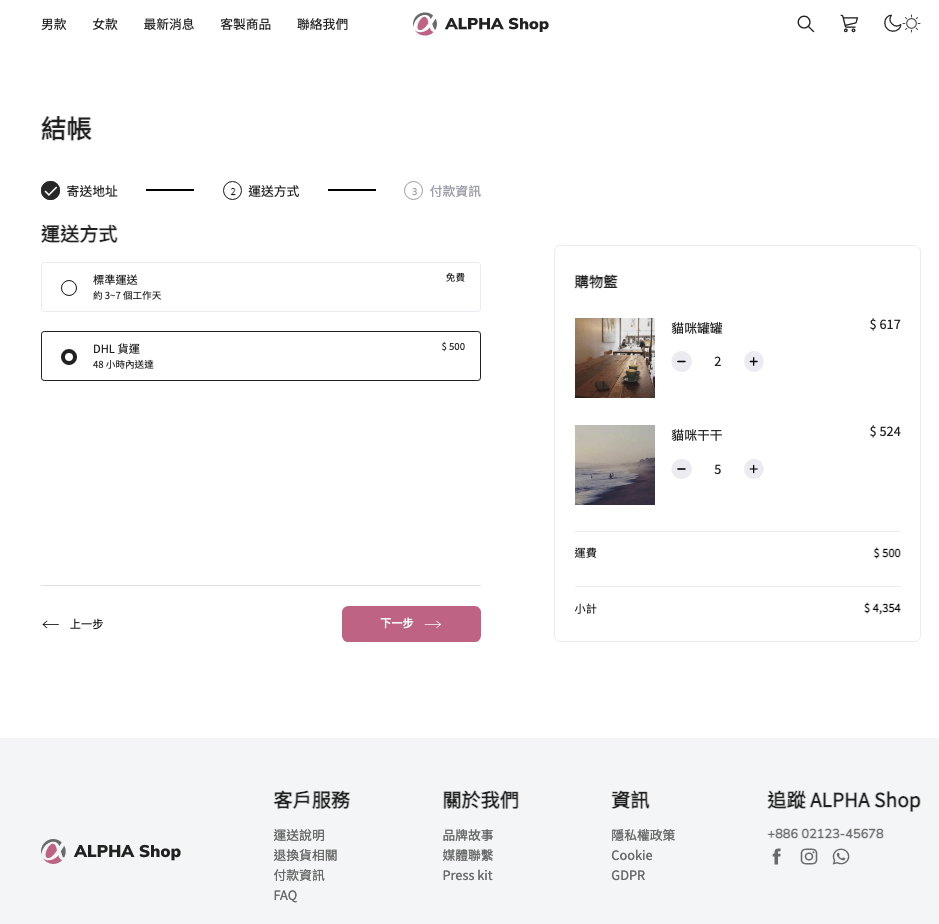 男款 女款 最新消息 客製商品 聯絡我們 ALPHA Shop
結帳
寄送地址 2 運送方式 3 付款資訊
運送方式
標準運送 免費
約 3~7 個工作天
DHL 貨運 $ 500
48 小時內送達
上一步 下一步
購物籃
貓咪罐罐 $ 617
2
貓咪干干 $ 524
5
運費 $ 500
小計 $ 4,354
ALPHA Shop
客戶服務
運送說明
退換貨相關
付款資訊
FAQ
關於我們
品牌故事
媒體聯繫
Press kit
資訊
隱私權政策
Cookie
GDPR
追蹤 ALPHA Shop
+886 02123-45678